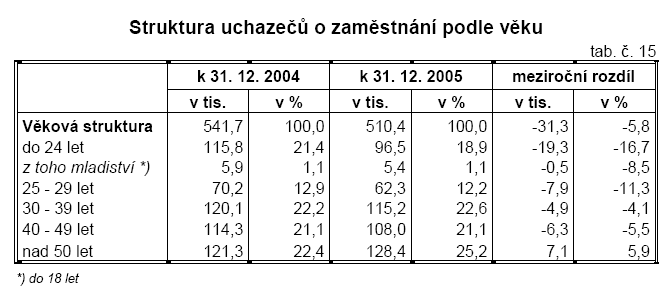 Struktura uchazečů o zaměstnání podle věku
tab. č. 15
k 31. 12. 2004 k 31. 12. 2005 meziroční rozdíl
v tis. v % v tis. v % v tis. v %
Věková struktura 541,7 100,0 510,4 100,0 -31,3 -5,8
do 24 let 115,8 21,4 96,5 18,9 -19,3 -16,7
z toho mladiství *) 5,9 1,1 5,4 1,1 -0,5 -8,5
25 - 29 let 70,2 12,9 62,3 12,2 -7,9 -11,3
30 - 39 let 120,1 22,2 115,2 22,6 -4,9 -4,1
40 - 49 let 114,3 21,1 108,0 21,1 -6,3 -5,5
nad 50 let 121,3 22,4 128,4 25,2 7,1 5,9
*) do 18 let